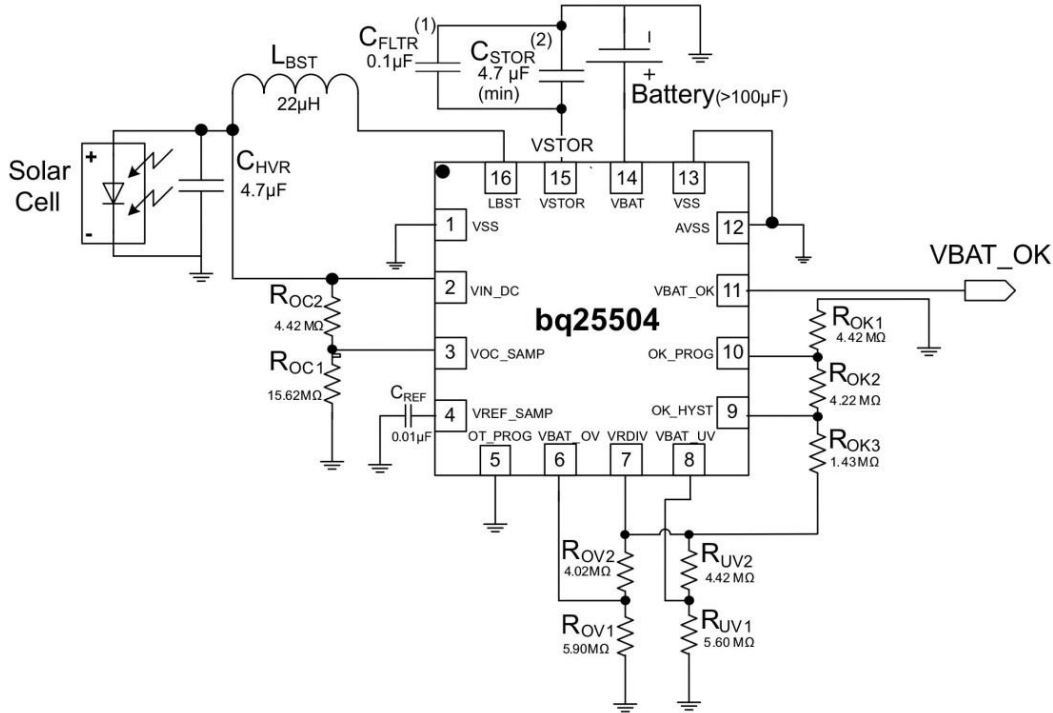 (1)
C_FLTR
0.1µF
(2)
C_STOR
4.7 µF
(min)
I
+
Battery(>100µF)
L_BST
22µH
Solar
Cell
+
-
C_HVR
4.7µF
VSTOR
16
15
14
13
LBST
VSTOR
VBAT
VSS
1
VSS
AVSS
12
2
VIN_DC
VBAT_OK
11
VBAT_OK
bq25504
3
VOC_SAMP
OK_PROG
10
4
VREF_SAMP
OK_HYST
9
OT_PROG
VBAT_OV
VRDIV
VBAT_UV
5
6
7
8
R_OC2
4.42 MΩ
R_OC1
15.62MΩ
C_REF
0.01µF
R_OK1
4.42MΩ
R_OK2
4.22 MΩ
R_OK3
1.43MΩ
R_OV2
4.02MΩ
R_UV2
4.42 MΩ
R_OV1
5.90MΩ
R_UV1
5.60 MΩ